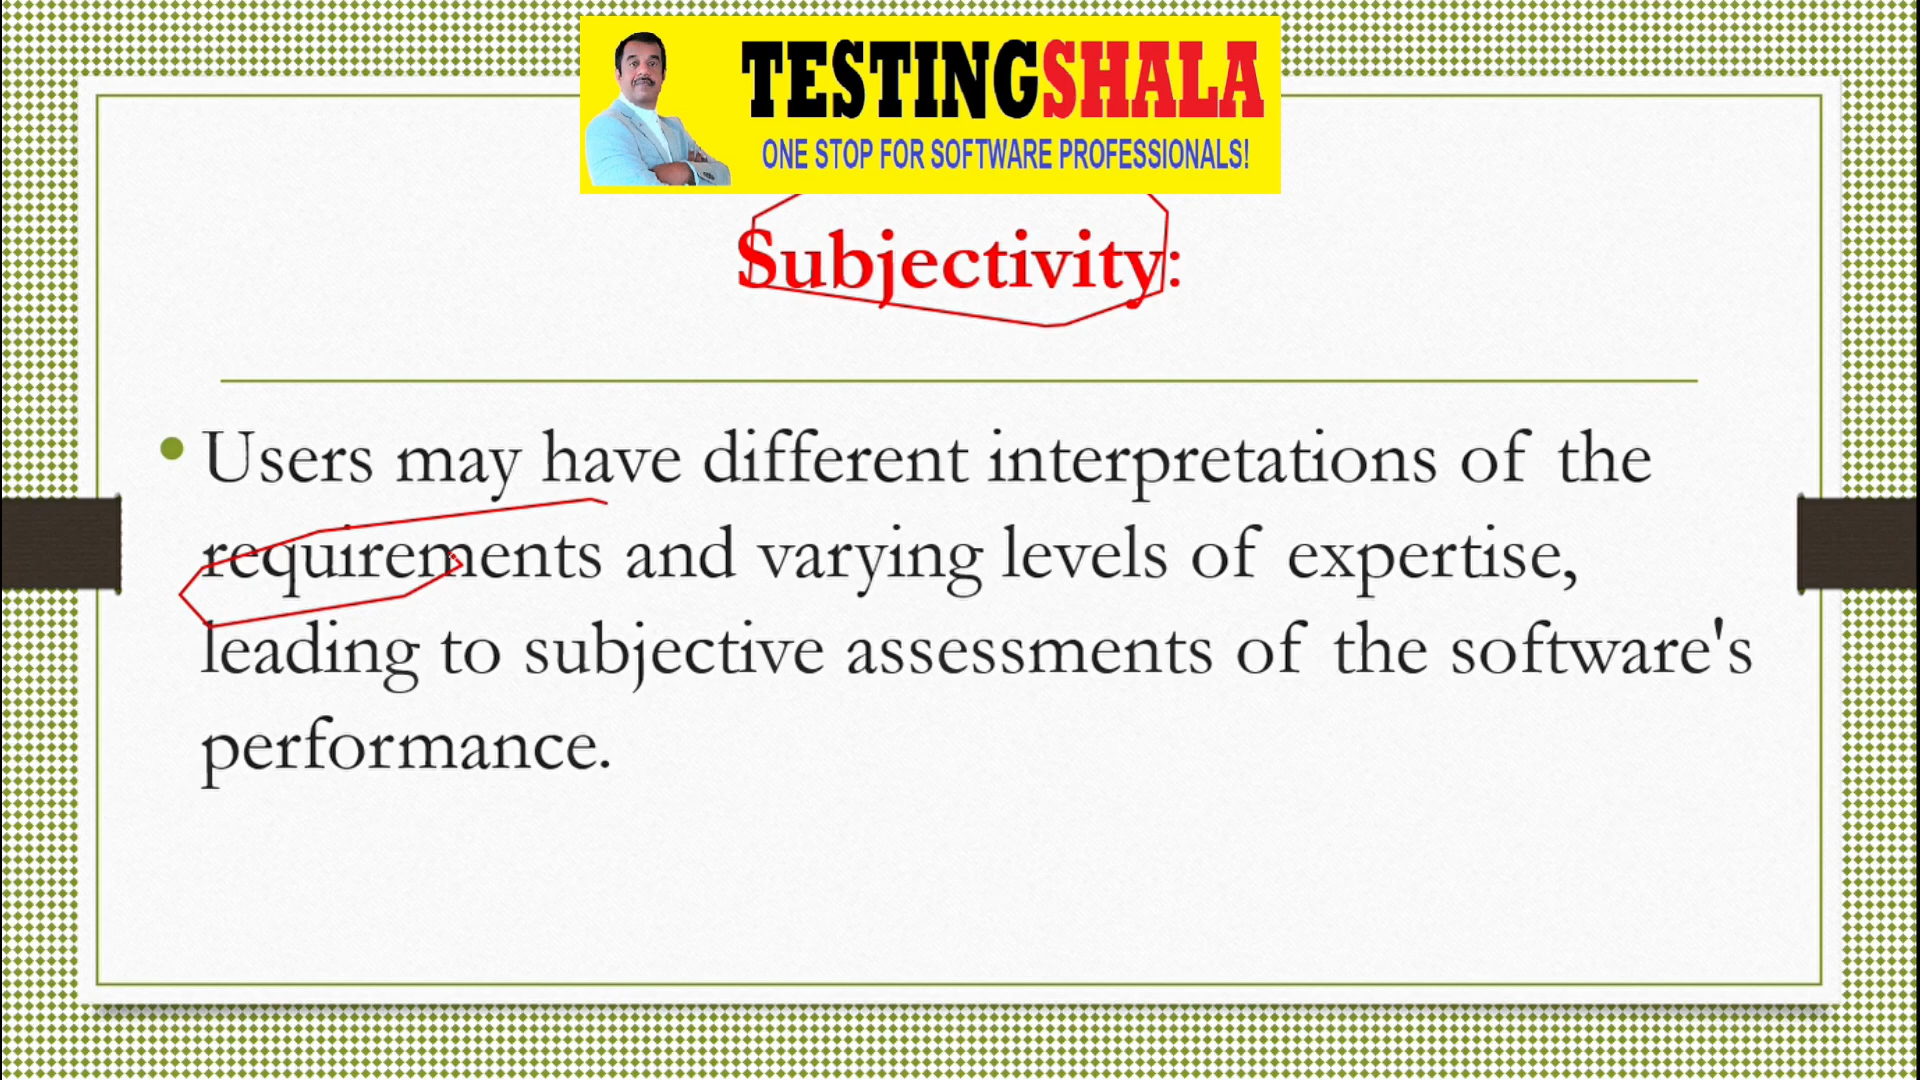 TESTINGSHALA
ONE STOP FOR SOFTWARE PROFESSIONALS!
Subjectivity:
• Users may have different interpretations of the
requirements and varying levels of expertise,
leading to subjective assessments of the software's
performance.